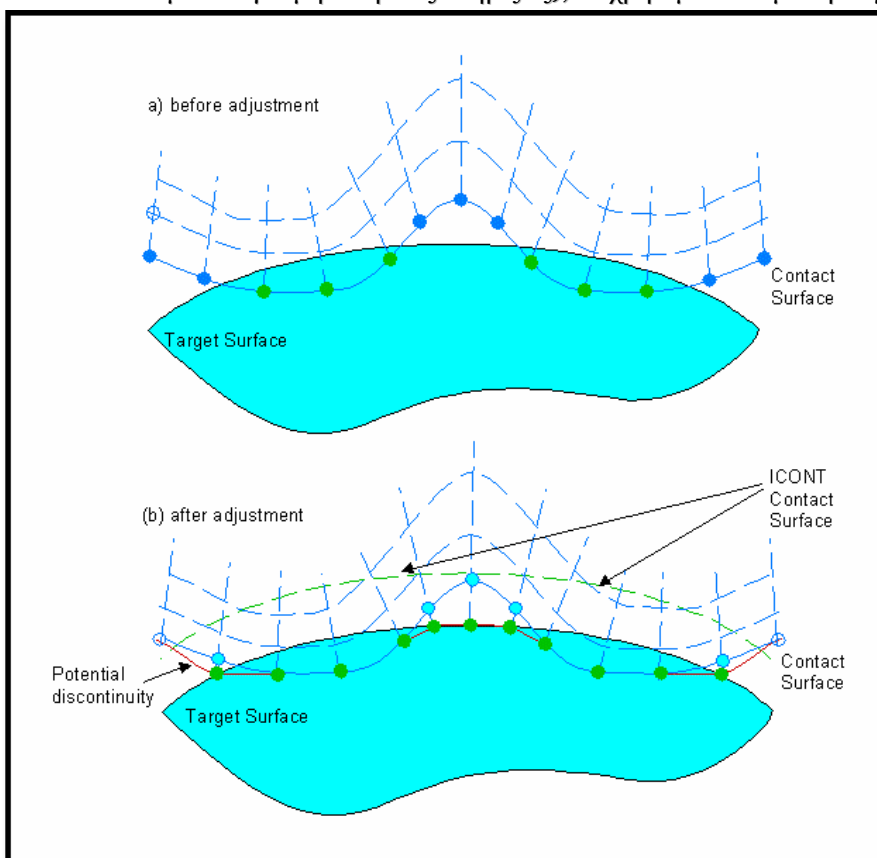 a) before adjustment
Contact
Surface
Target Surface
ICONT
Contact
Surface
(b) after adjustment
Contact
Surface
Potential
discontinuity
Target Surface